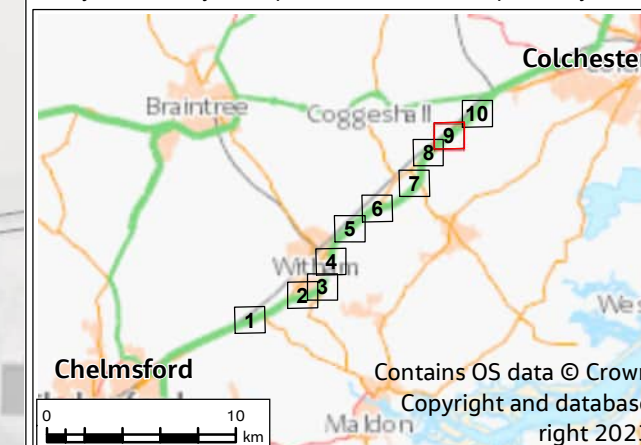 Colchester
Braintree
Coggeshall
10
9
8
7
6
5
4
Witham
3
2
1
Chelmsford
Contains OS data © Crown
Copyright and database
right 202
0
10
km
Maldon
Wes